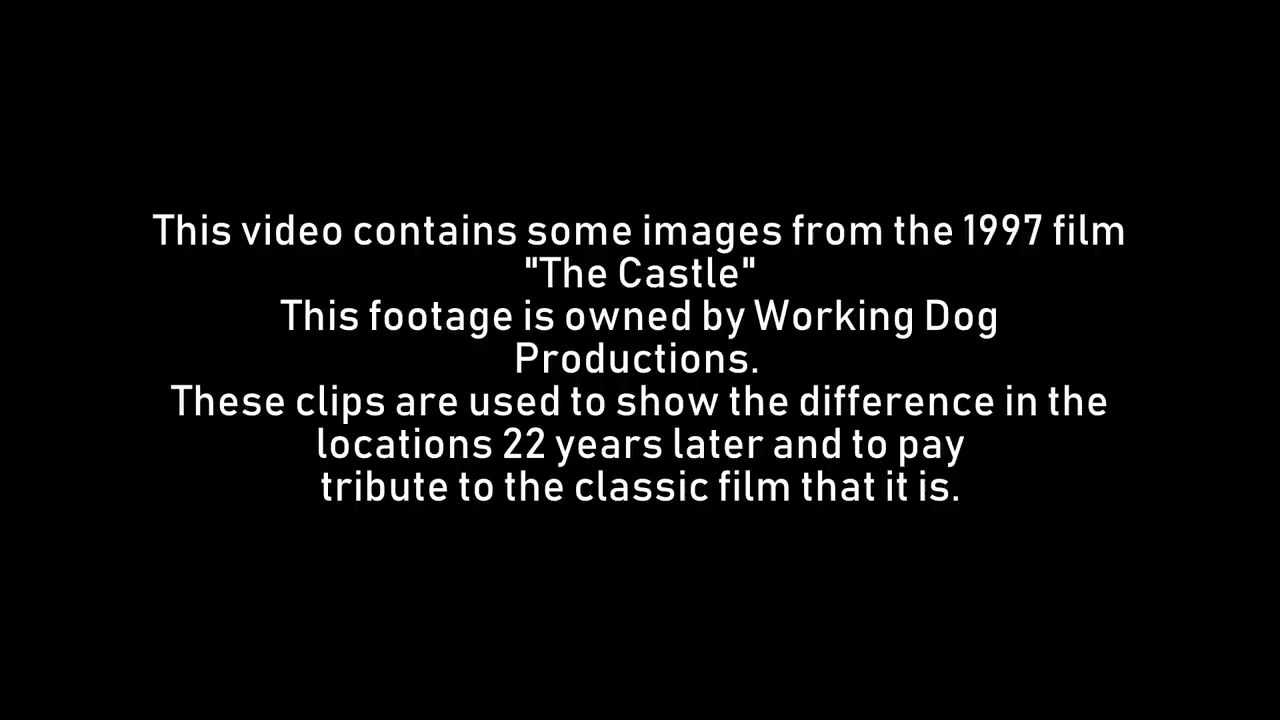 This video contains some images from the 1997 film
"The Castle"
This footage is owned by Working Dog
Productions.
These clips are used to show the difference in the
locations 22 years later and to pay
tribute to the classic film that it is.